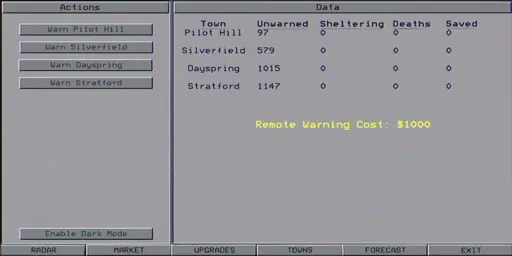 Actions
Data
Warn Pilot Hill
Warn Silverfield
Warn Dayspring
Warn Stratford
Enable Dark Mode
Town Unwarned Sheltering Deaths Saved
Pilot Hill 97 0 0 0
Silverfield 579 0 0 0
Dayspring 1015 0 0 0
Stratford 1147 0 0 0
Remote Warning Cost: $1000
RADAR MARKET UPGRADES TOWNS FORECAST EXIT